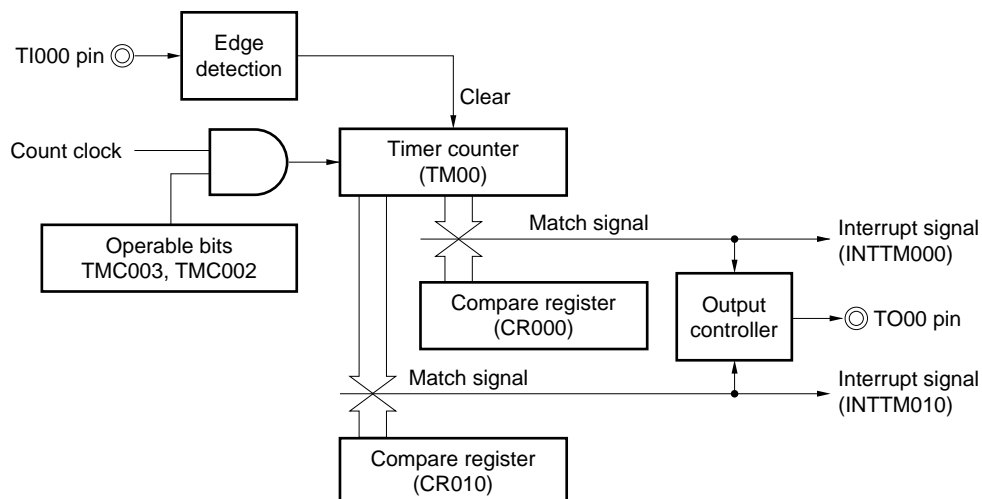 TI000 pin
Edge
detection
Clear
Count clock
Timer counter
(TM00)
Operable bits
TMC003, TMC002
Match signal
Interrupt signal
(INTTM000)
Compare register
(CR000)
Output
controller
TO00 pin
Match signal
Interrupt signal
(INTTM010)
Compare register
(CR010)